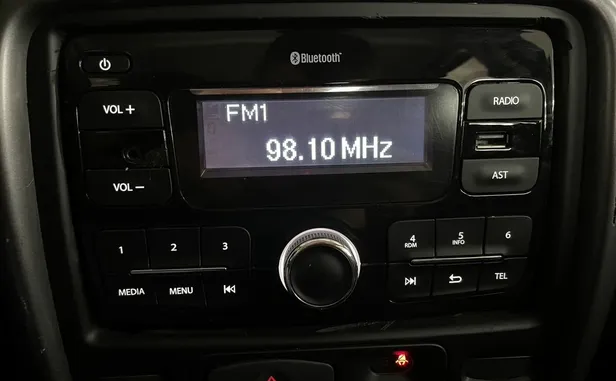 Bluetooth
VOL +
FM1
RADIO
98.10 MHz
VOL −
AST
1 2 3
4 RDM 5 INFO 6
MEDIA MENU
TEL